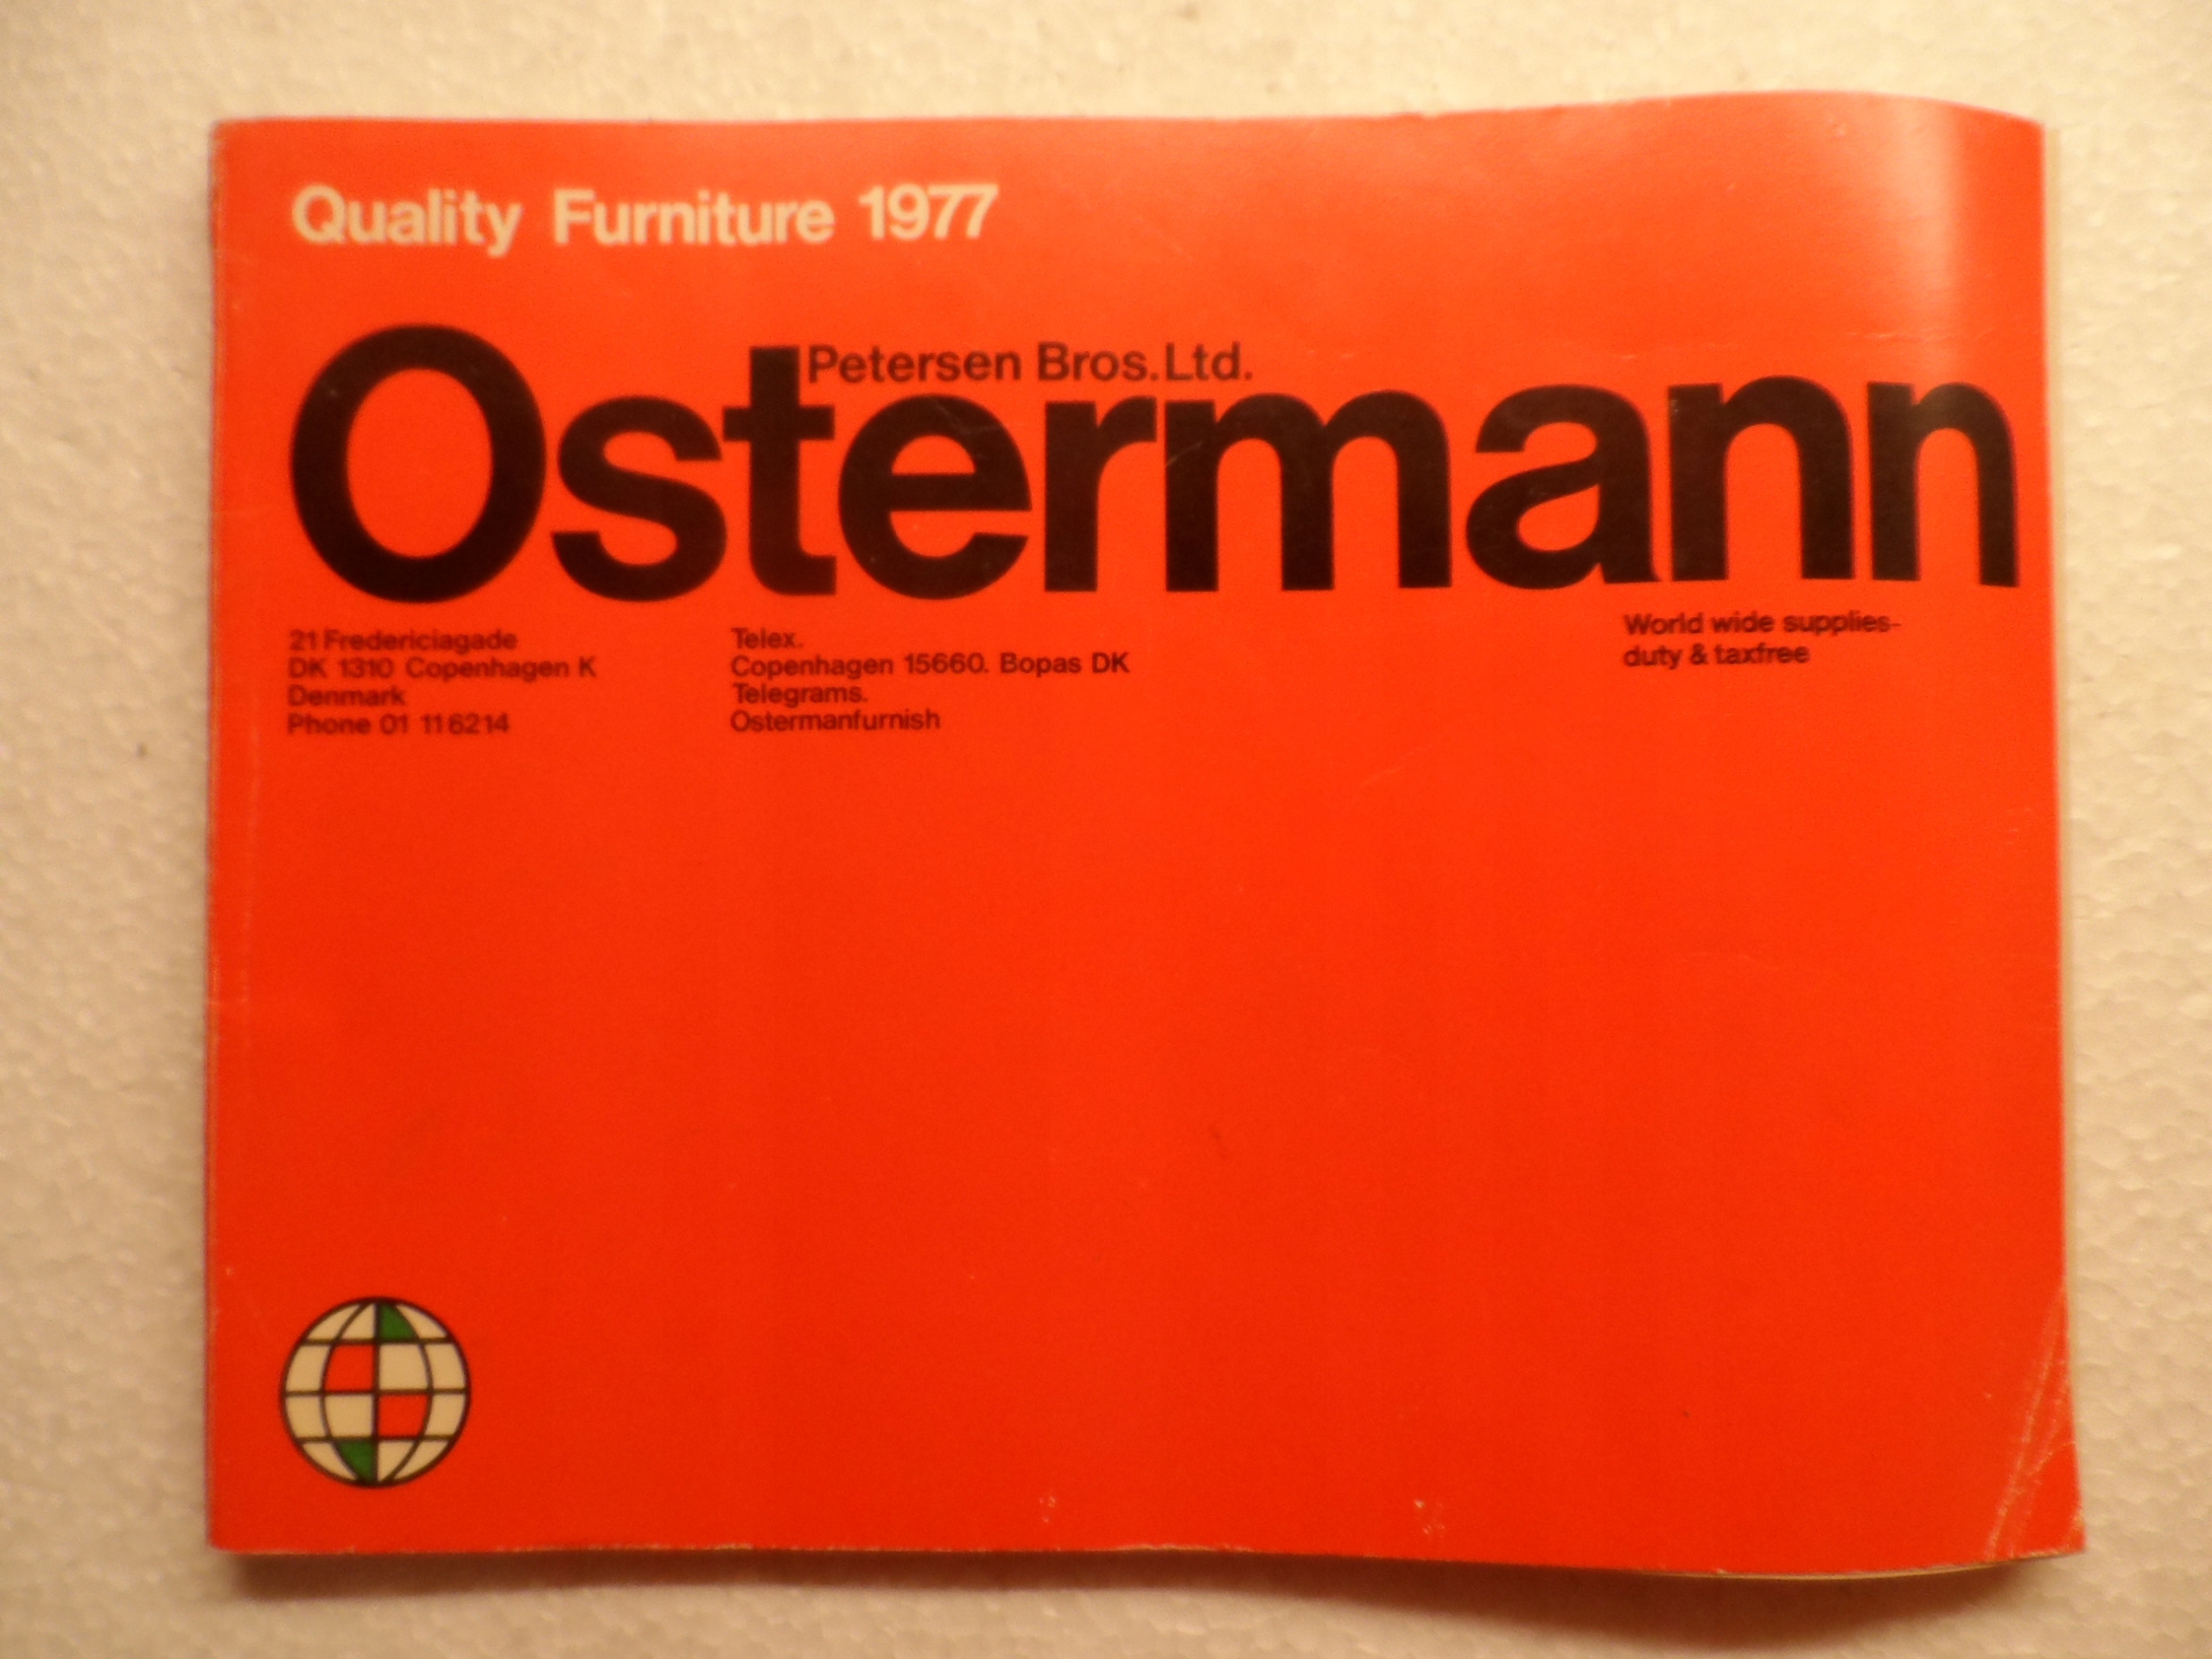 Quality Furniture 1977
Petersen Bros.Ltd.
Ostermann
21 Fredericiagade
DK 1310 Copenhagen K
Denmark
Phone 01 116214
Telex.
Copenhagen 15660. Bopas DK
Telegrams.
Ostermanfurnish
World wide supplies-
duty & taxfree